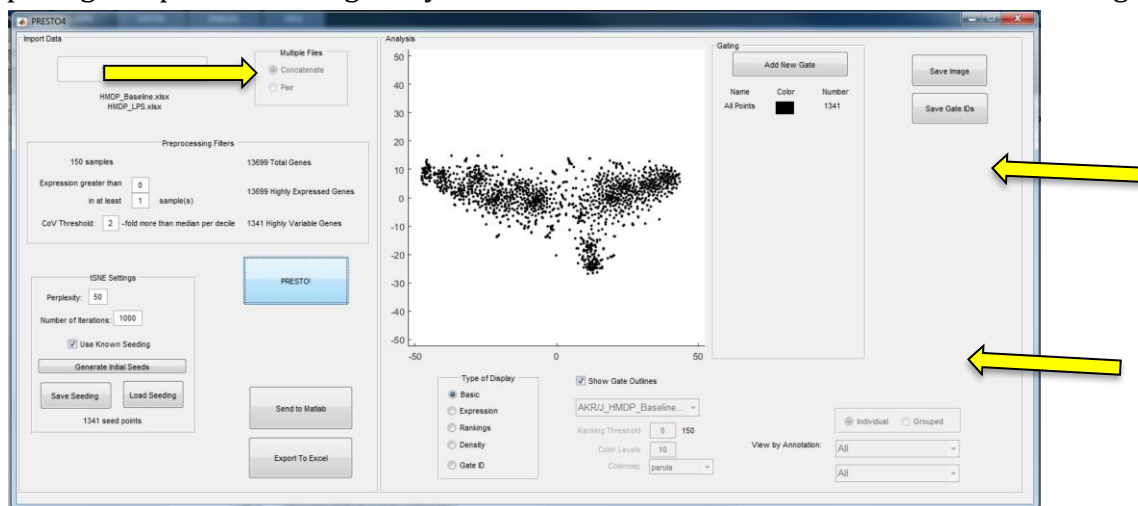 PRESTO4
Import Data
Multiple Files
Concatenate
Pair
HMDP_Baseline.xlsx
HMDP_LPS.xlsx
Preprocessing Filters
150 samples
13699 Total Genes
Expression greater than 0
in at least 1 sample(s)
13699 Highly Expressed Genes
CoV Threshold: 2 -fold more than median per decile
1341 Highly Variable Genes
tSNE Settings
Perplexity: 50
Number of Iterations: 1000
Use Known Seeding
Generate Initial Seeds
Save Seeding
Load Seeding
1341 seed points
PRESTO!
Send to Matlab
Export To Excel
Analysis
50
40
30
20
10
0
-10
-20
-30
-40
-50
-50 0 50
Type of Display
Basic
Expression
Rankings
Density
Gate ID
Show Gate Outlines
AKR/J_HMDP_Baseline...
Ranking Threshold 0 150
Color Levels 10
Colormap parula
Gating
Add New Gate
Name Color Number
All Points 1341
Save Image
Save Gate IDs
Individual Grouped
View by Annotation: All
All